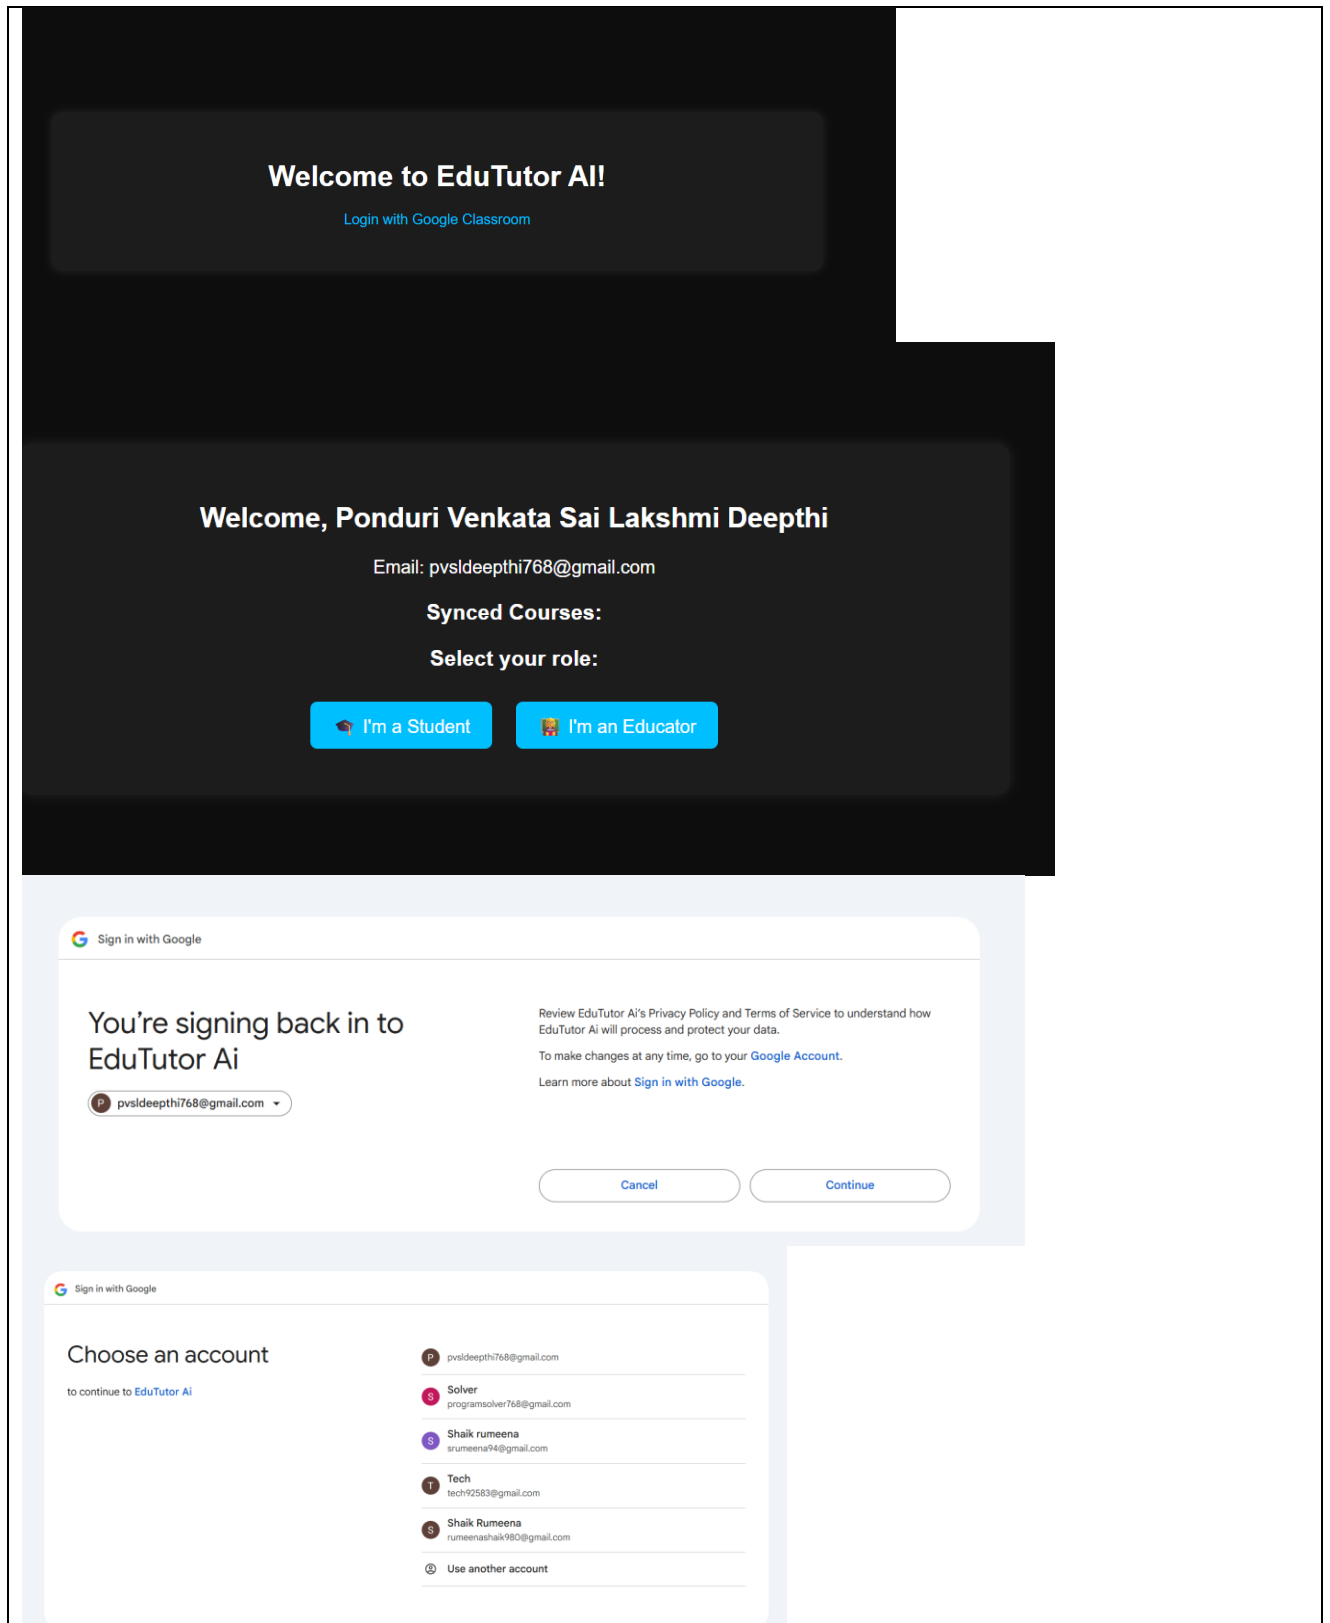 Welcome to EduTutor AI!
Login with Google Classroom
Welcome, Ponduri Venkata Sai Lakshmi Deepthi
Email: pvsldeepthi768@gmail.com
Synced Courses:
Select your role:
I'm a Student
I'm an Educator
Sign in with Google
You're signing back in to
EduTutor Ai
P pvsldeepthi768@gmail.com
Review EduTutor Ai's Privacy Policy and Terms of Service to understand how
EduTutor Ai will process and protect your data.
To make changes at any time, go to your Google Account.
Learn more about Sign in with Google.
Cancel
Continue
Sign in with Google
Choose an account
to continue to EduTutor Ai
P pvsldeepthi768@gmail.com
S Solver
programsolver768@gmail.com
S Shaik rumeena
srumeena94@gmail.com
T Tech
tech92583@gmail.com
S Shaik Rumeena
rumeenashaik980@gmail.com
Use another account